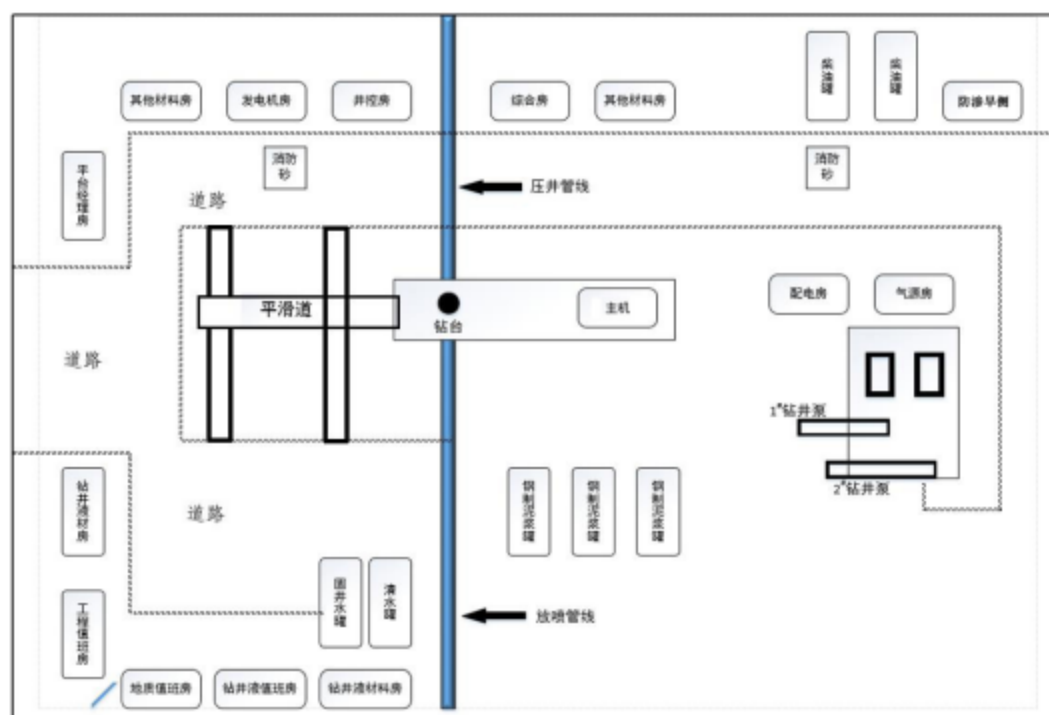 柴油罐
柴油罐
其他材料房
发电机房
井控房
综合房
其他材料房
防渗旱厕
平台经理房
消防
砂
消防
砂
道路
压井管线
平滑道
钻台
主机
配电房
气源房
道路
1#钻井泵
2#钻井泵
钻井液材房
道路
钢制泥浆罐
钢制泥浆罐
钢制泥浆罐
固井水罐
清水罐
工程值班房
放喷管线
地质值班房
钻井液值班房
钻井液材料房